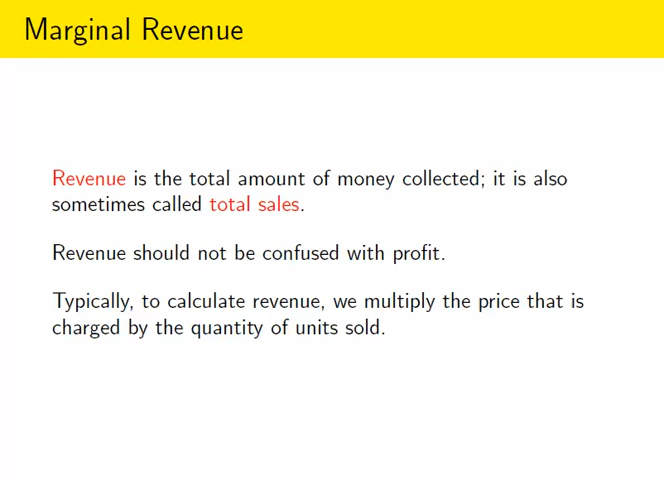 Marginal Revenue
Revenue is the total amount of money collected; it is also
sometimes called total sales.
Revenue should not be confused with profit.
Typically, to calculate revenue, we multiply the price that is
charged by the quantity of units sold.